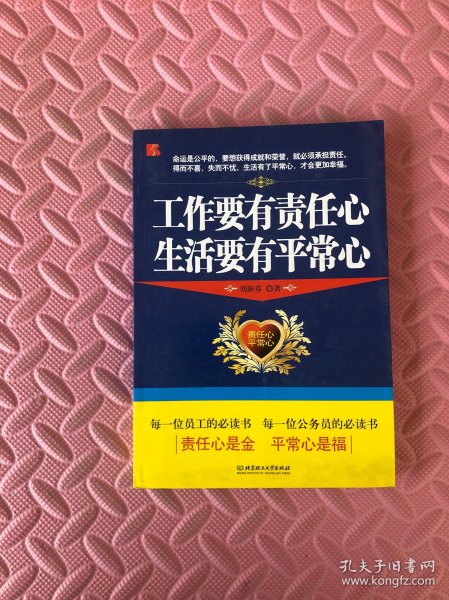 命运是公平的，要想获得成就和荣誉，就必须承担责任。
得而不喜，失而不忧，生活有了平常心，才会更加幸福。
工作要有责任心
生活要有平常心
刘新春 ◎著
责任心
平常心
每一位员工的必读书 每一位公务员的必读书
责任心是金 平常心是福
北京理工大学出版社
BEIJING INSTITUTE OF TECHNOLOGY PRESS
孔夫子旧书网
www.kongfz.com